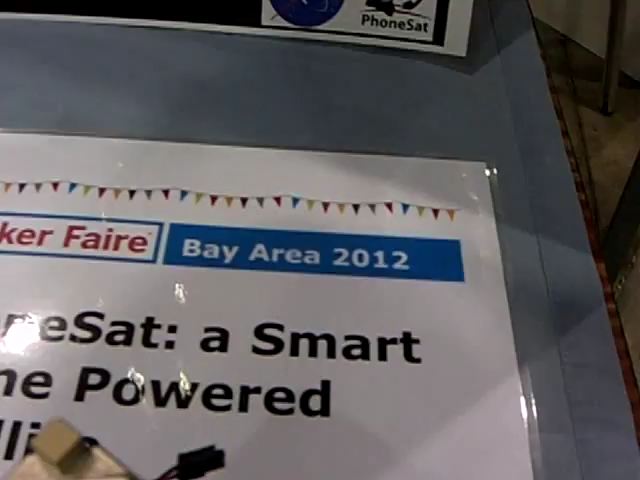 PhoneSat
ker Faire
Bay Area 2012
neSat: a Smart
ne Powered